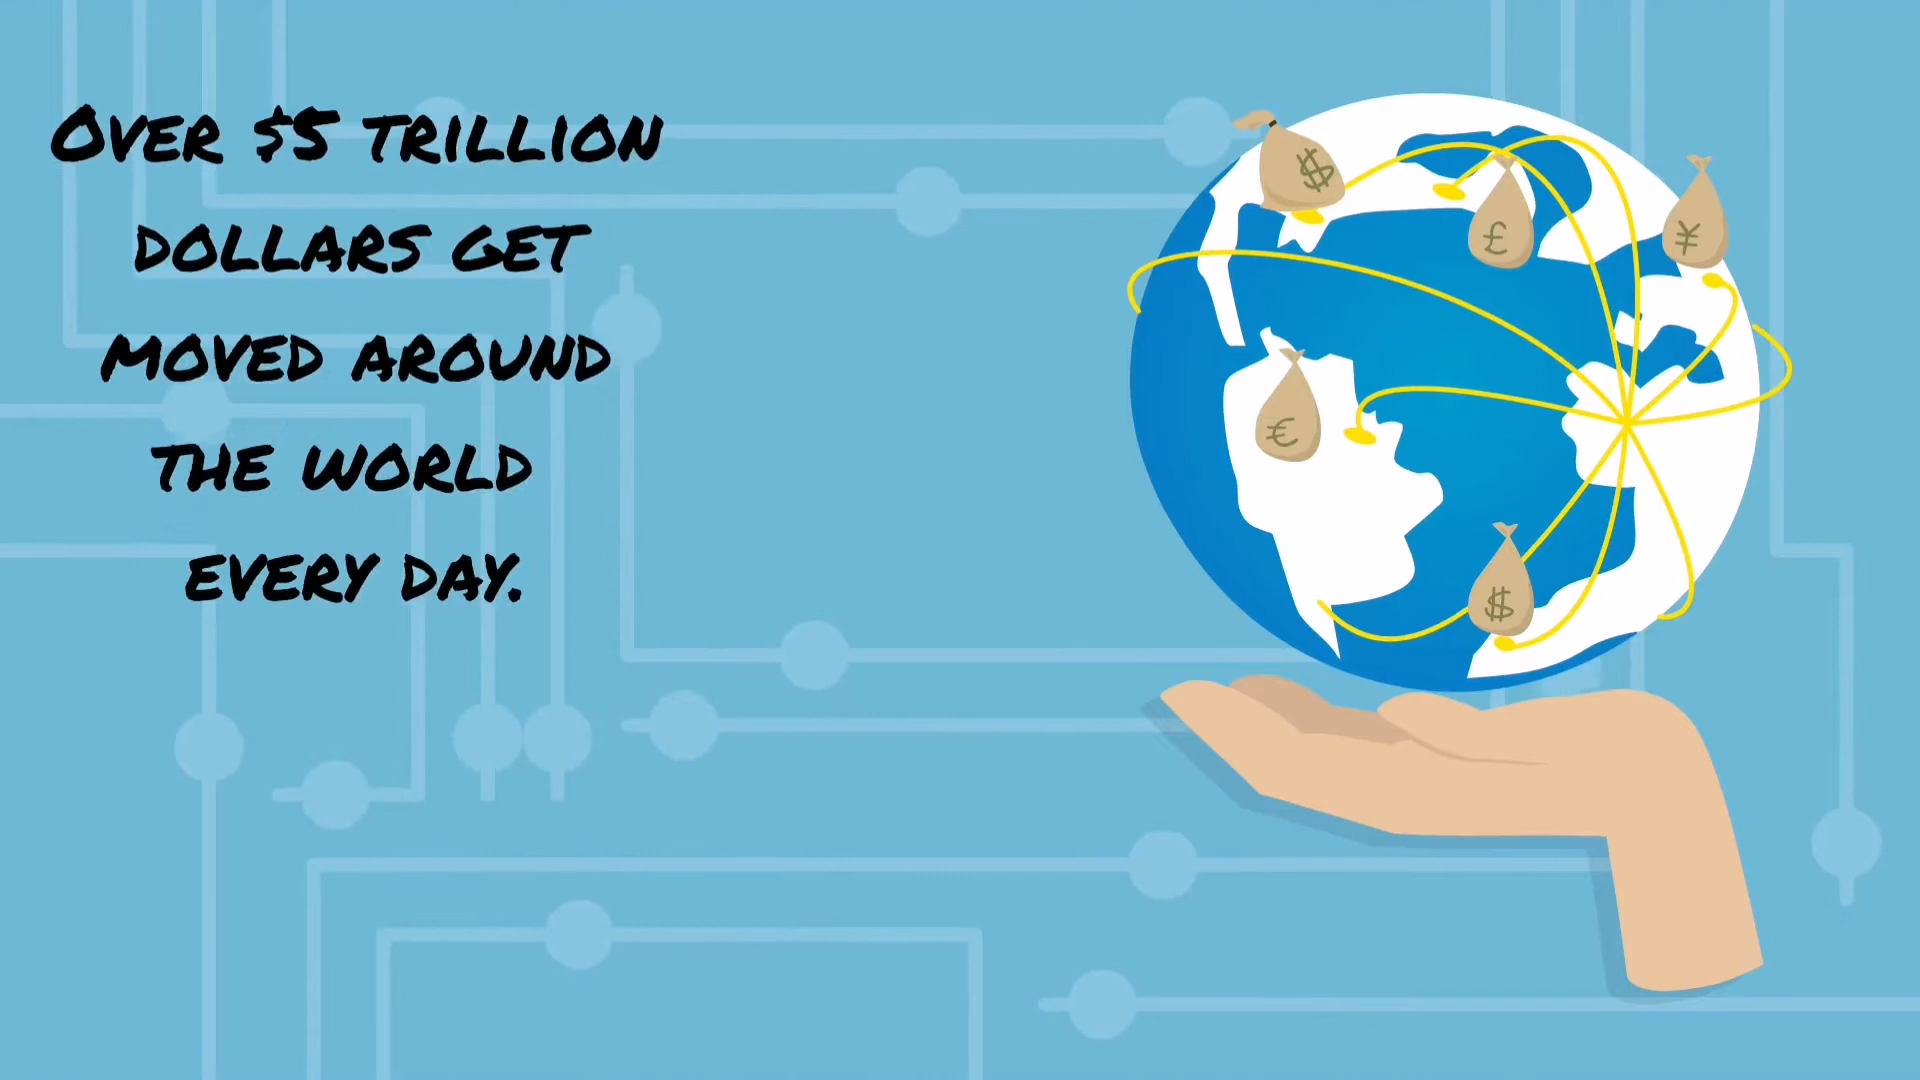 Over $5 trillion
dollars get
moved around
the world
every day.
$
£
¥
€
$